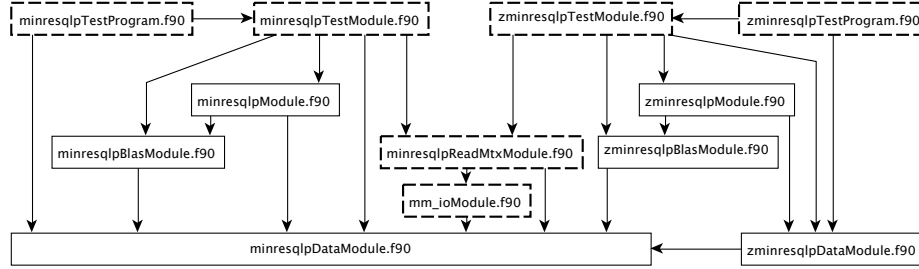 minresqlpTestProgram.f90
minresqlpTestModule.f90
zminresqlpTestModule.f90
zminresqlpTestProgram.f90
minresqlpModule.f90
zminresqlpModule.f90
minresqlpBlasModule.f90
minresqlpReadMtxModule.f90
zminresqlpBlasModule.f90
mm_ioModule.f90
minresqlpDataModule.f90
zminresqlpDataModule.f90